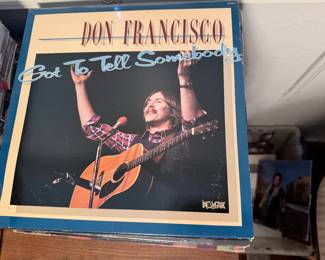 DON FRANCISCO
Got To Tell Somebody
NEWPAX